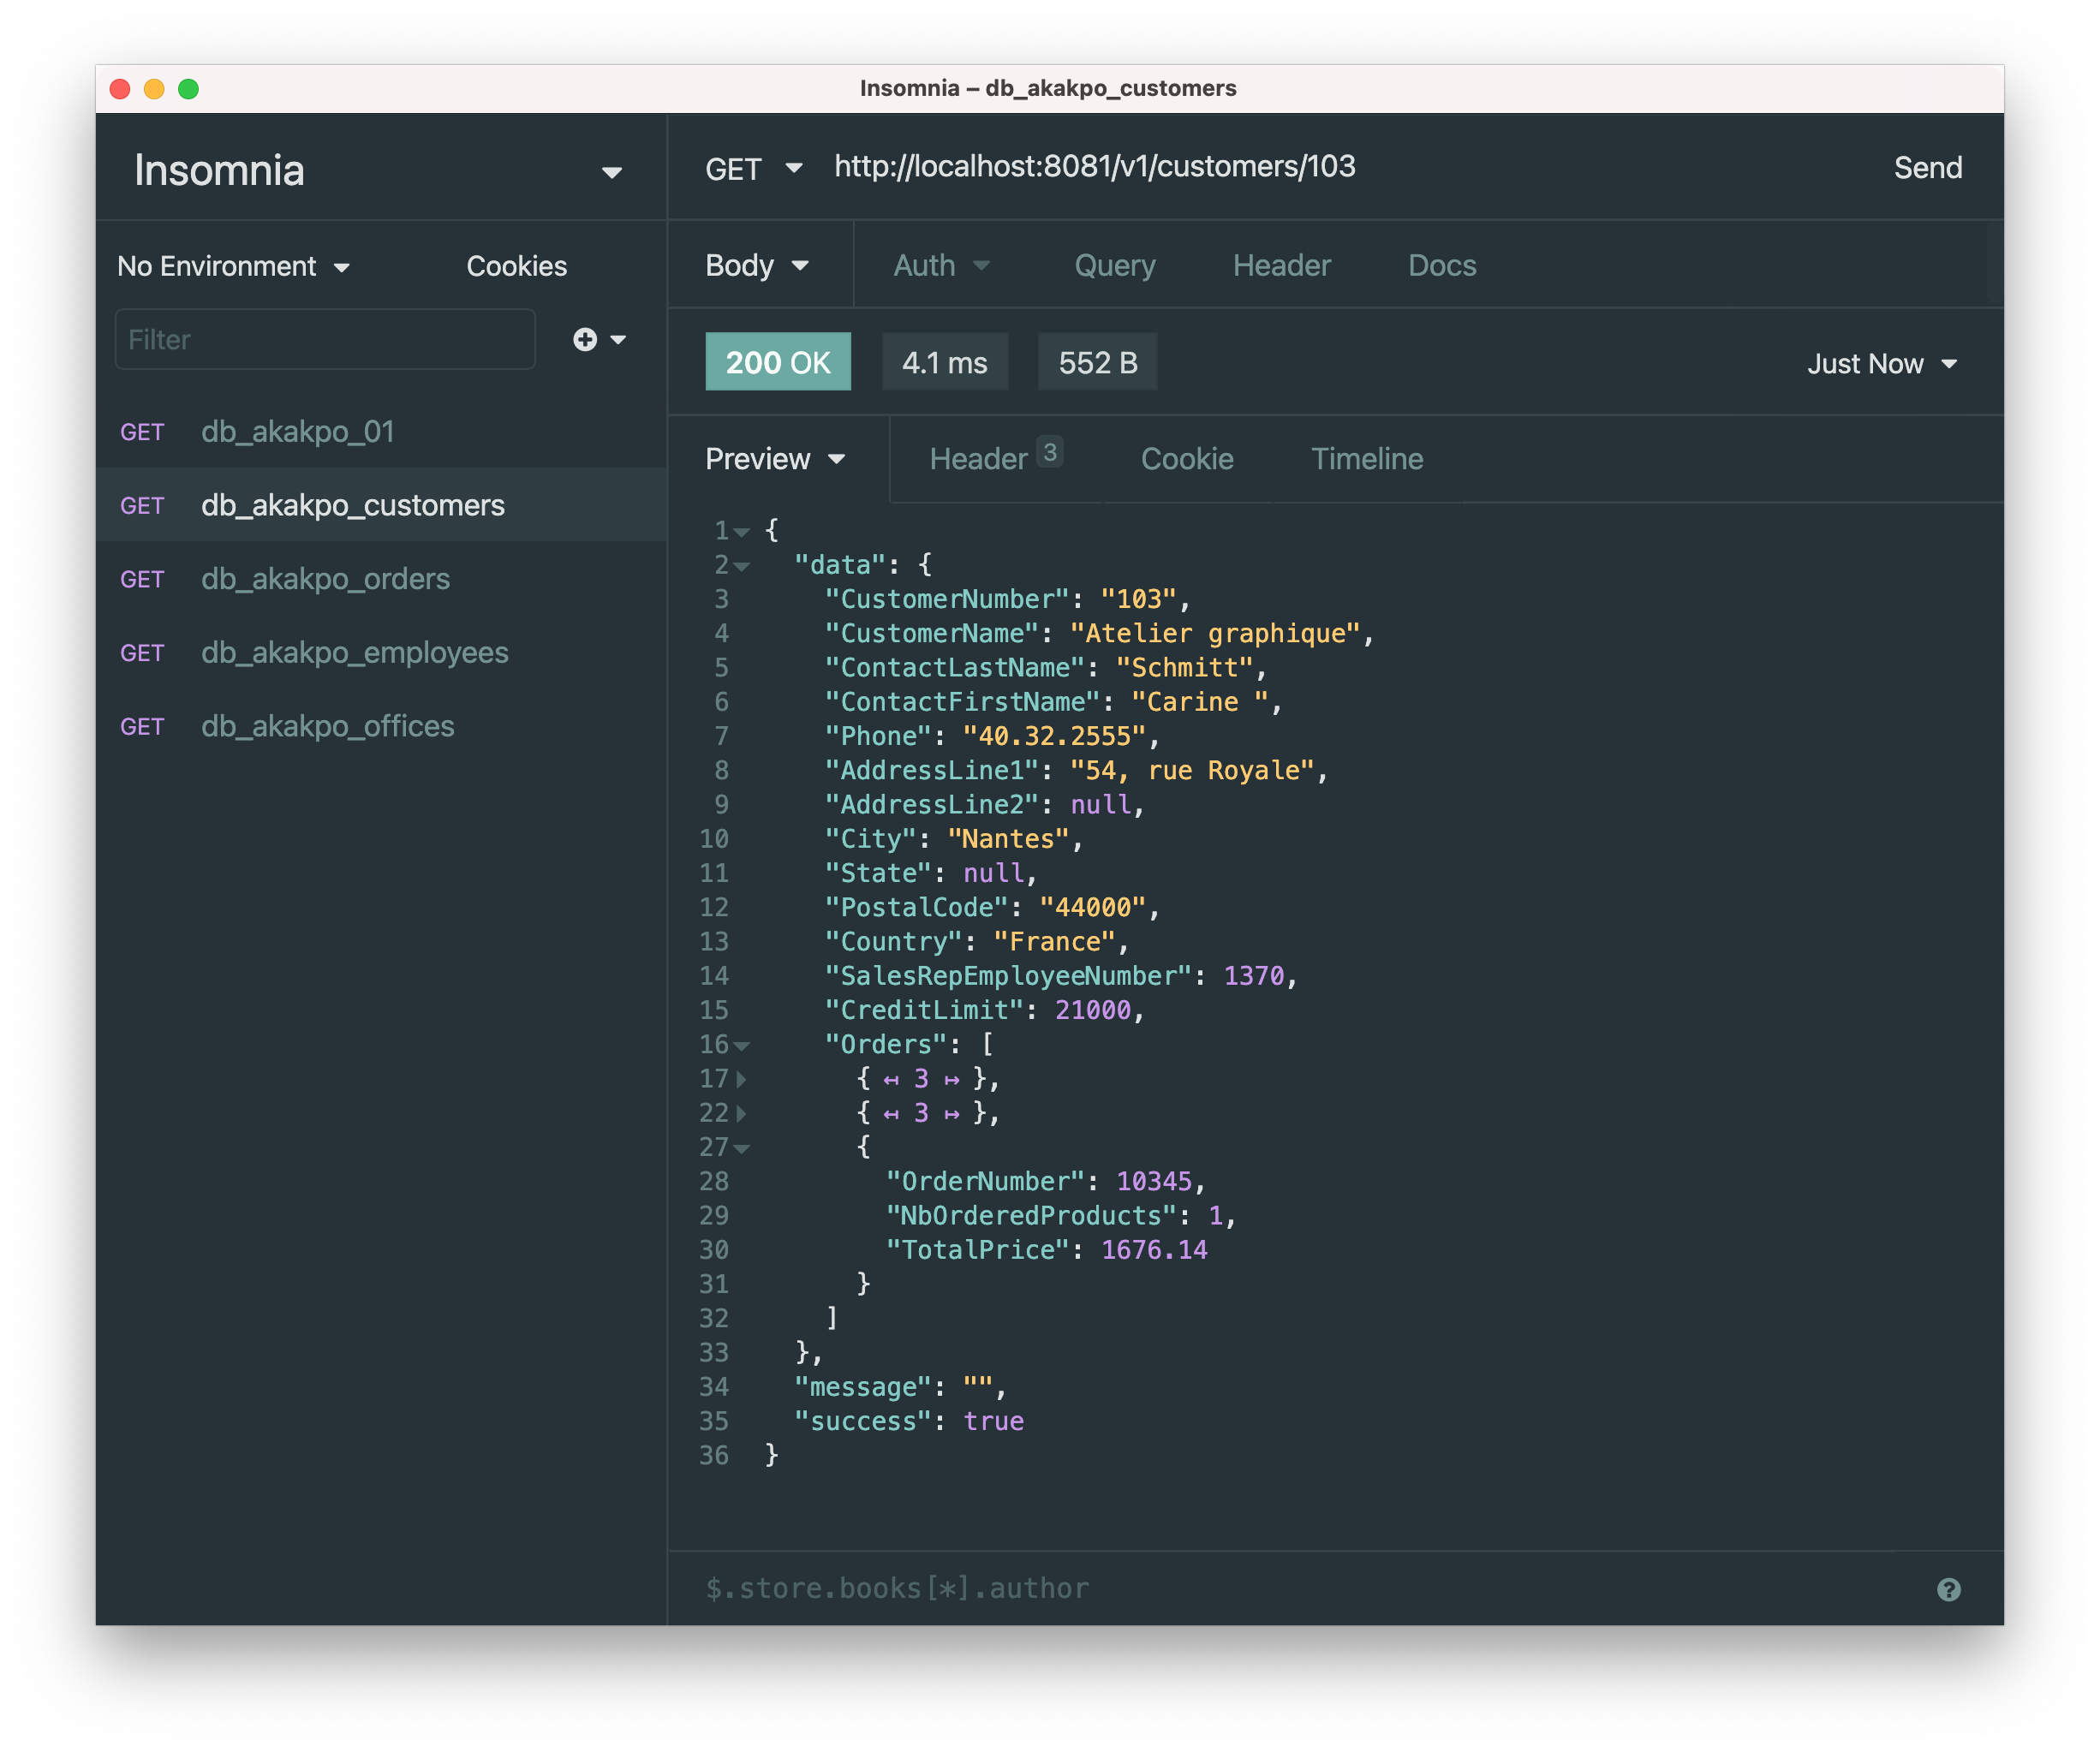 Insomnia – db_akakpo_customers
Insomnia
No Environment
Cookies
Filter
GET db_akakpo_01
GET db_akakpo_customers
GET db_akakpo_orders
GET db_akakpo_employees
GET db_akakpo_offices
GET http://localhost:8081/v1/customers/103 Send
Body Auth Query Header Docs
200 OK 4.1 ms 552 B Just Now
Preview Header 3 Cookie Timeline
1 {
2 "data": {
3 "CustomerNumber": "103",
4 "CustomerName": "Atelier graphique",
5 "ContactLastName": "Schmitt",
6 "ContactFirstName": "Carine ",
7 "Phone": "40.32.2555",
8 "AddressLine1": "54, rue Royale",
9 "AddressLine2": null,
10 "City": "Nantes",
11 "State": null,
12 "PostalCode": "44000",
13 "Country": "France",
14 "SalesRepEmployeeNumber": 1370,
15 "CreditLimit": 21000,
16 "Orders": [
17 { ↤ 3 ↦ },
22 { ↤ 3 ↦ },
27 {
28 "OrderNumber": 10345,
29 "NbOrderedProducts": 1,
30 "TotalPrice": 1676.14
31 }
32 ]
33 },
34 "message": "",
35 "success": true
36 }
$.store.books[*].author